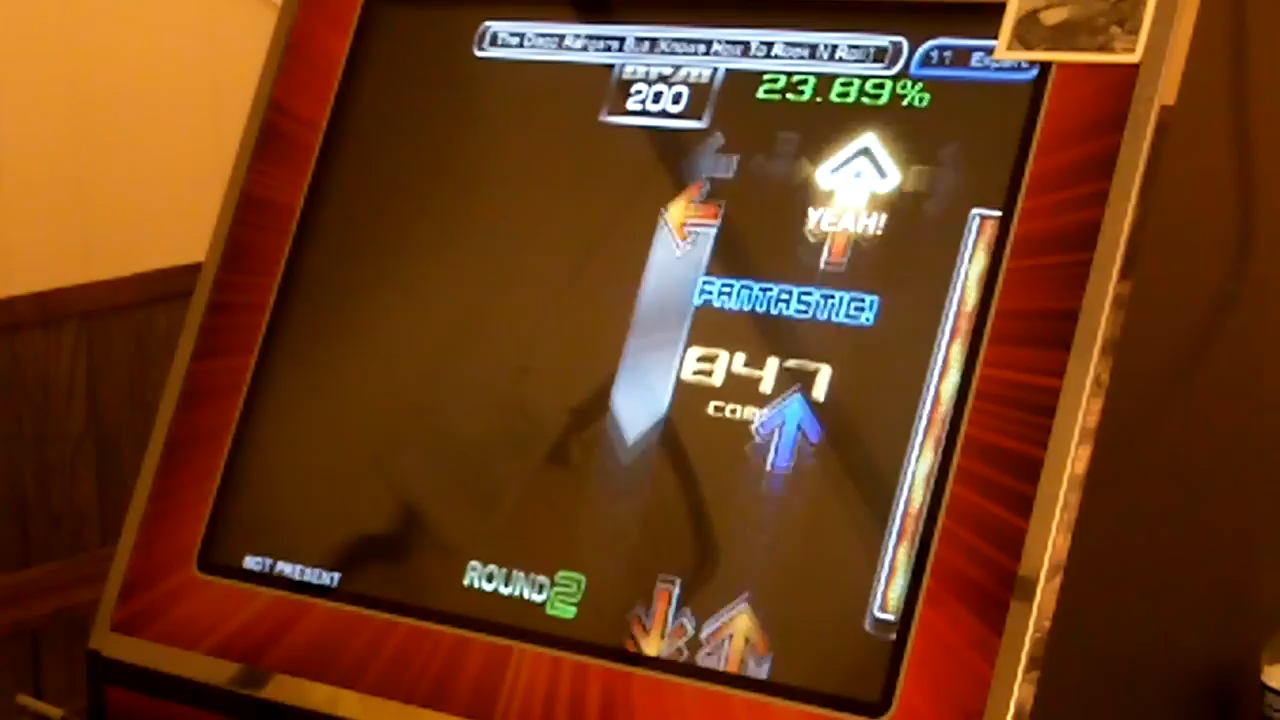 The Deep Rangers Bus (Knows How To Rock N Roll)
11 Expert
BPM
200
23.89%
YEAH!
FANTASTIC!
847
ROUND 2
NOT PRESENT